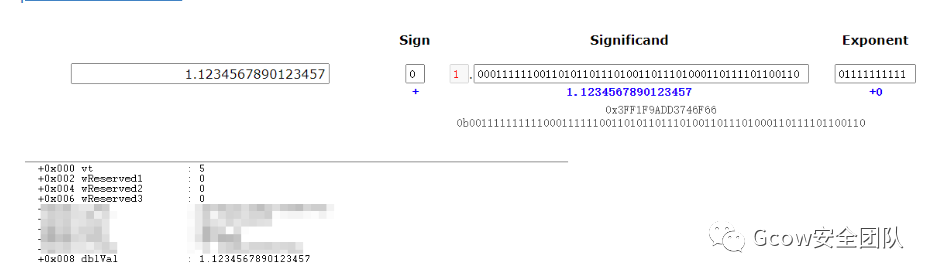 Sign Significand Exponent
1.1234567890123457 0 1.0001111110011010110111010011011101000110111101100110 01111111111
+ 1.1234567890123457 +0
0x3FF1F9ADD3746F66
0b0011111111110001111110011010110111010011011101000110111101100110
+0x000 vt : 5
+0x002 wReserved1 : 0
+0x004 wReserved2 : 0
+0x006 wReserved3 : 0
+0x008 dblVal : 1.1234567890123457
Gcow安全团队